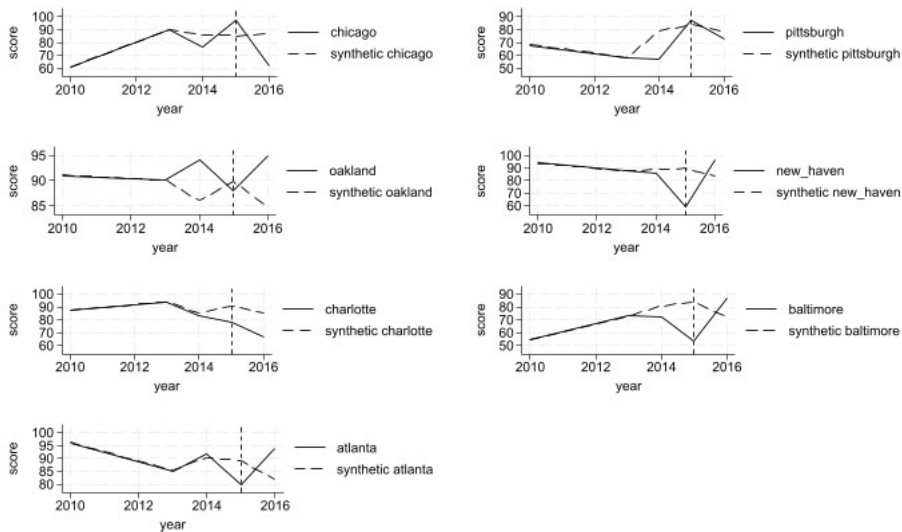 score
100
90
80
70
60
2010 2012 2014 2016
year
chicago
synthetic chicago
score
90
80
70
60
50
2010 2012 2014 2016
year
pittsburgh
synthetic pittsburgh
score
95
90
85
2010 2012 2014 2016
year
oakland
synthetic oakland
score
100
90
80
70
60
2010 2012 2014 2016
year
new_haven
synthetic new_haven
score
100
90
80
70
60
2010 2012 2014 2016
year
charlotte
synthetic charlotte
score
90
80
70
60
50
2010 2012 2014 2016
year
baltimore
synthetic baltimore
score
100
95
90
85
80
2010 2012 2014 2016
year
atlanta
synthetic atlanta